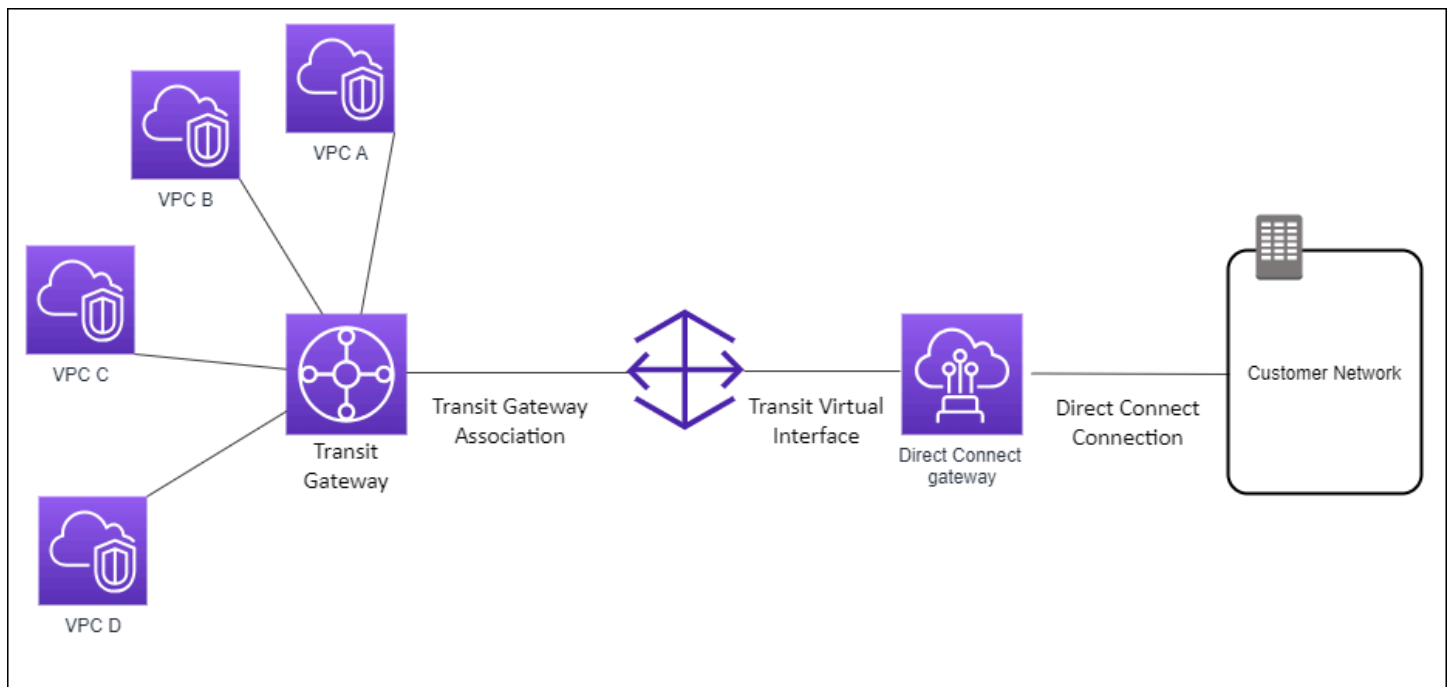 VPC A
VPC B
VPC C
VPC D
Transit
Gateway
Transit Gateway
Association
Transit Virtual
Interface
Direct Connect
gateway
Direct Connect
Connection
Customer Network